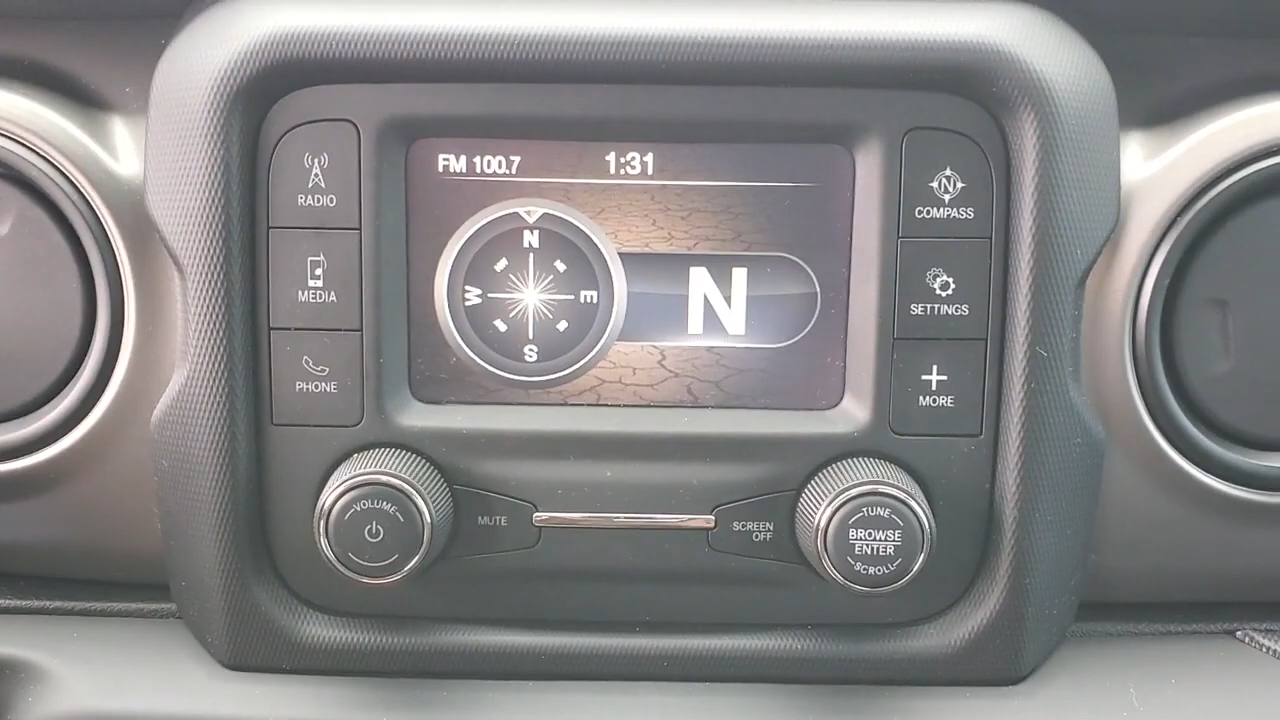 FM 100.7
1:31
RADIO
MEDIA
PHONE
N
W
E
S
N
N
COMPASS
SETTINGS
MORE
VOLUME
MUTE
SCREEN
OFF
TUNE
BROWSE
ENTER
SCROLL